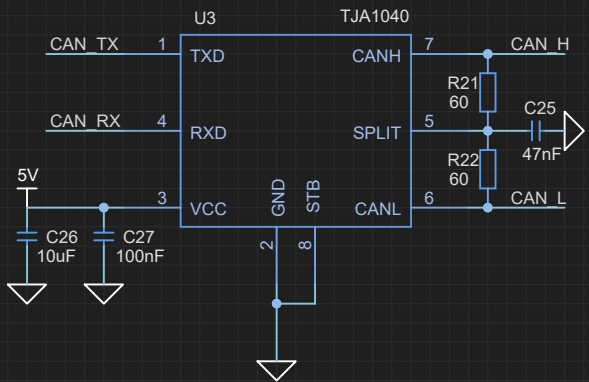 U3
TJA1040
CAN_TX
1
TXD
CANH
7
CAN_H
R21
60
C25
47nF
CAN_RX
4
RXD
SPLIT
5
R22
60
5V
3
VCC
GND
STB
CANL
6
CAN_L
C26
10uF
C27
100nF
2
8